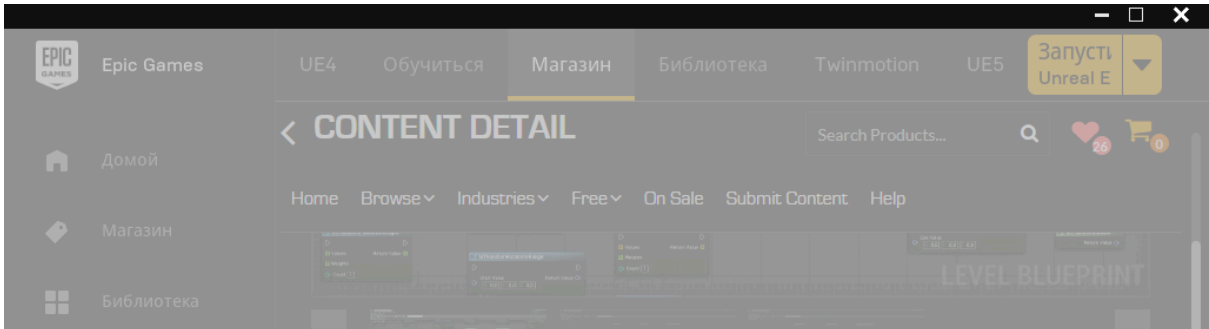 EPIC
GAMES
Epic Games
UE4 Обучиться Магазин Библиотека Twinmotion UE5
Запусти
Unreal E
CONTENT DETAIL
Search Products...
26
0
Домой
Home Browse Industries Free On Sale Submit Content Help
Магазин
LEVEL BLUEPRINT
Библиотека